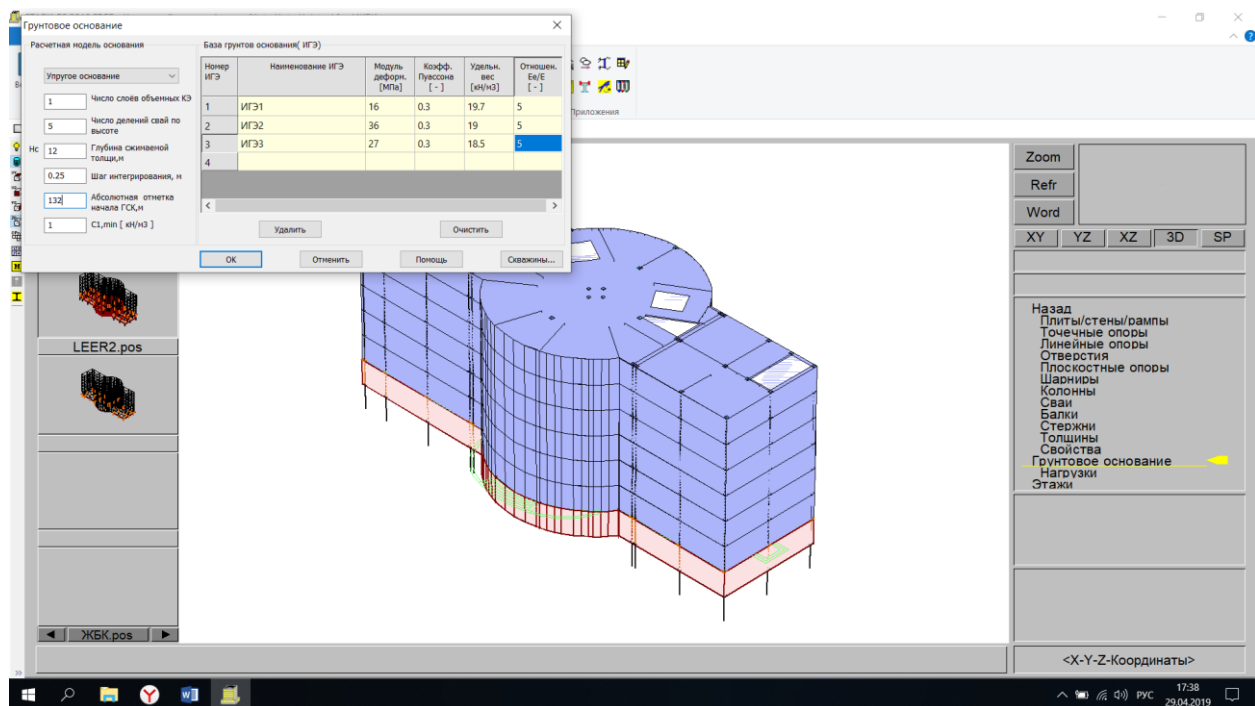 Грунтовое основание
Расчетная модель основания
База грунтов основания( ИГЭ)
Упругое основание
1 Число слоёв объемных КЭ
5 Число делений свай по высоте
Нс 12 Глубина сжимаемой толщи,м
0.25 Шаг интегрирования, м
132 Абсолютная отметка начала ГСК,м
1 C1,min [ кН/м3 ]
Номер ИГЭ
Наименование ИГЭ
Модуль деформ. [МПа]
Коэфф. Пуассона [ - ]
Удельн. вес [кН/м3]
Отношен. Ee/E [ - ]
1 ИГЭ1 16 0.3 19.7 5
2 ИГЭ2 36 0.3 19 5
3 ИГЭ3 27 0.3 18.5 5
4
Удалить
Очистить
ОК
Отменить
Помощь
Скважины...
Приложения
LEER2.pos
ЖБК.pos
Zoom
Refr
Word
XY YZ XZ 3D SP
Назад
Плиты/стены/рампы
Точечные опоры
Линейные опоры
Отверстия
Плоскостные опоры
Шарниры
Колонны
Сваи
Балки
Стержни
Толщины
Свойства
Грунтовое основание
Нагрузки
Этажи
<X-Y-Z-Координаты>
РУС
17:38
29.04.2019